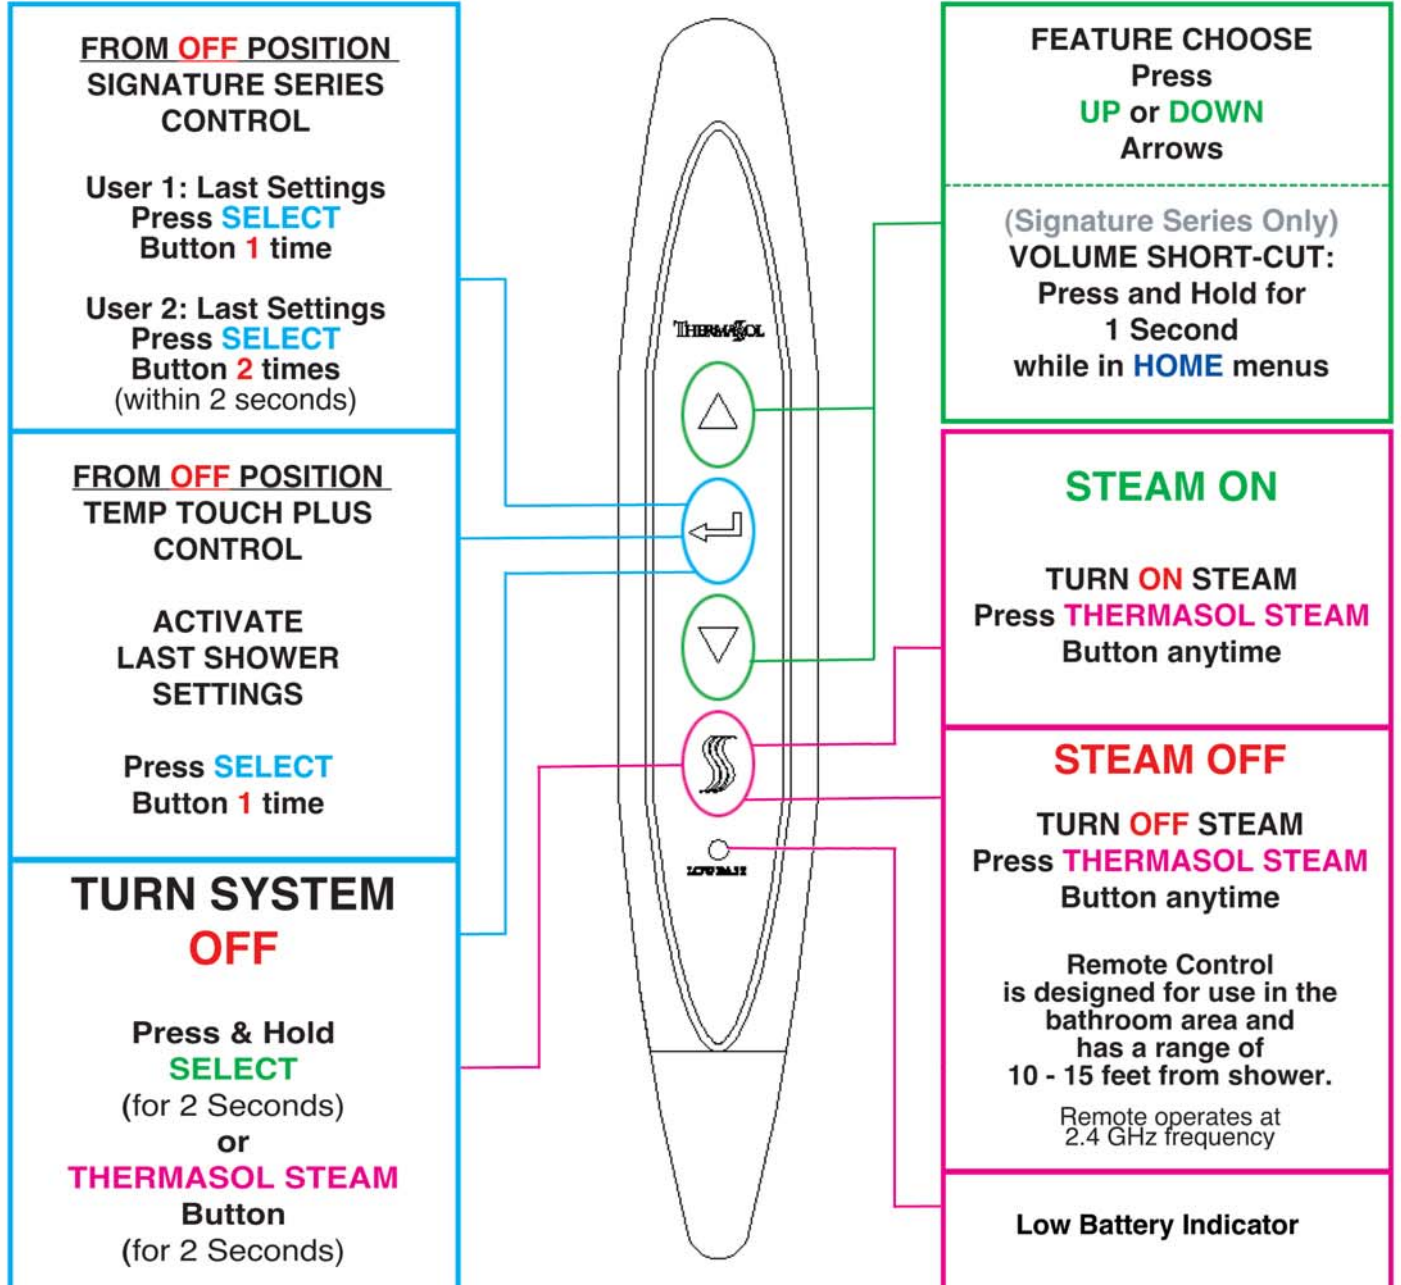 FROM OFF POSITION
SIGNATURE SERIES
CONTROL
User 1: Last Settings
Press SELECT
Button 1 time
User 2: Last Settings
Press SELECT
Button 2 times
(within 2 seconds)
FROM OFF POSITION
TEMP TOUCH PLUS
CONTROL
ACTIVATE
LAST SHOWER
SETTINGS
Press SELECT
Button 1 time
TURN SYSTEM
OFF
Press & Hold
SELECT
(for 2 Seconds)
or
THERMASOL STEAM
Button
(for 2 Seconds)
THERMASOL
LOW BATT
FEATURE CHOOSE
Press
UP or DOWN
Arrows
(Signature Series Only)
VOLUME SHORT-CUT:
Press and Hold for
1 Second
while in HOME menus
STEAM ON
TURN ON STEAM
Press THERMASOL STEAM
Button anytime
STEAM OFF
TURN OFF STEAM
Press THERMASOL STEAM
Button anytime
Remote Control
is designed for use in the
bathroom area and
has a range of
10 - 15 feet from shower.
Remote operates at
2.4 GHz frequency
Low Battery Indicator